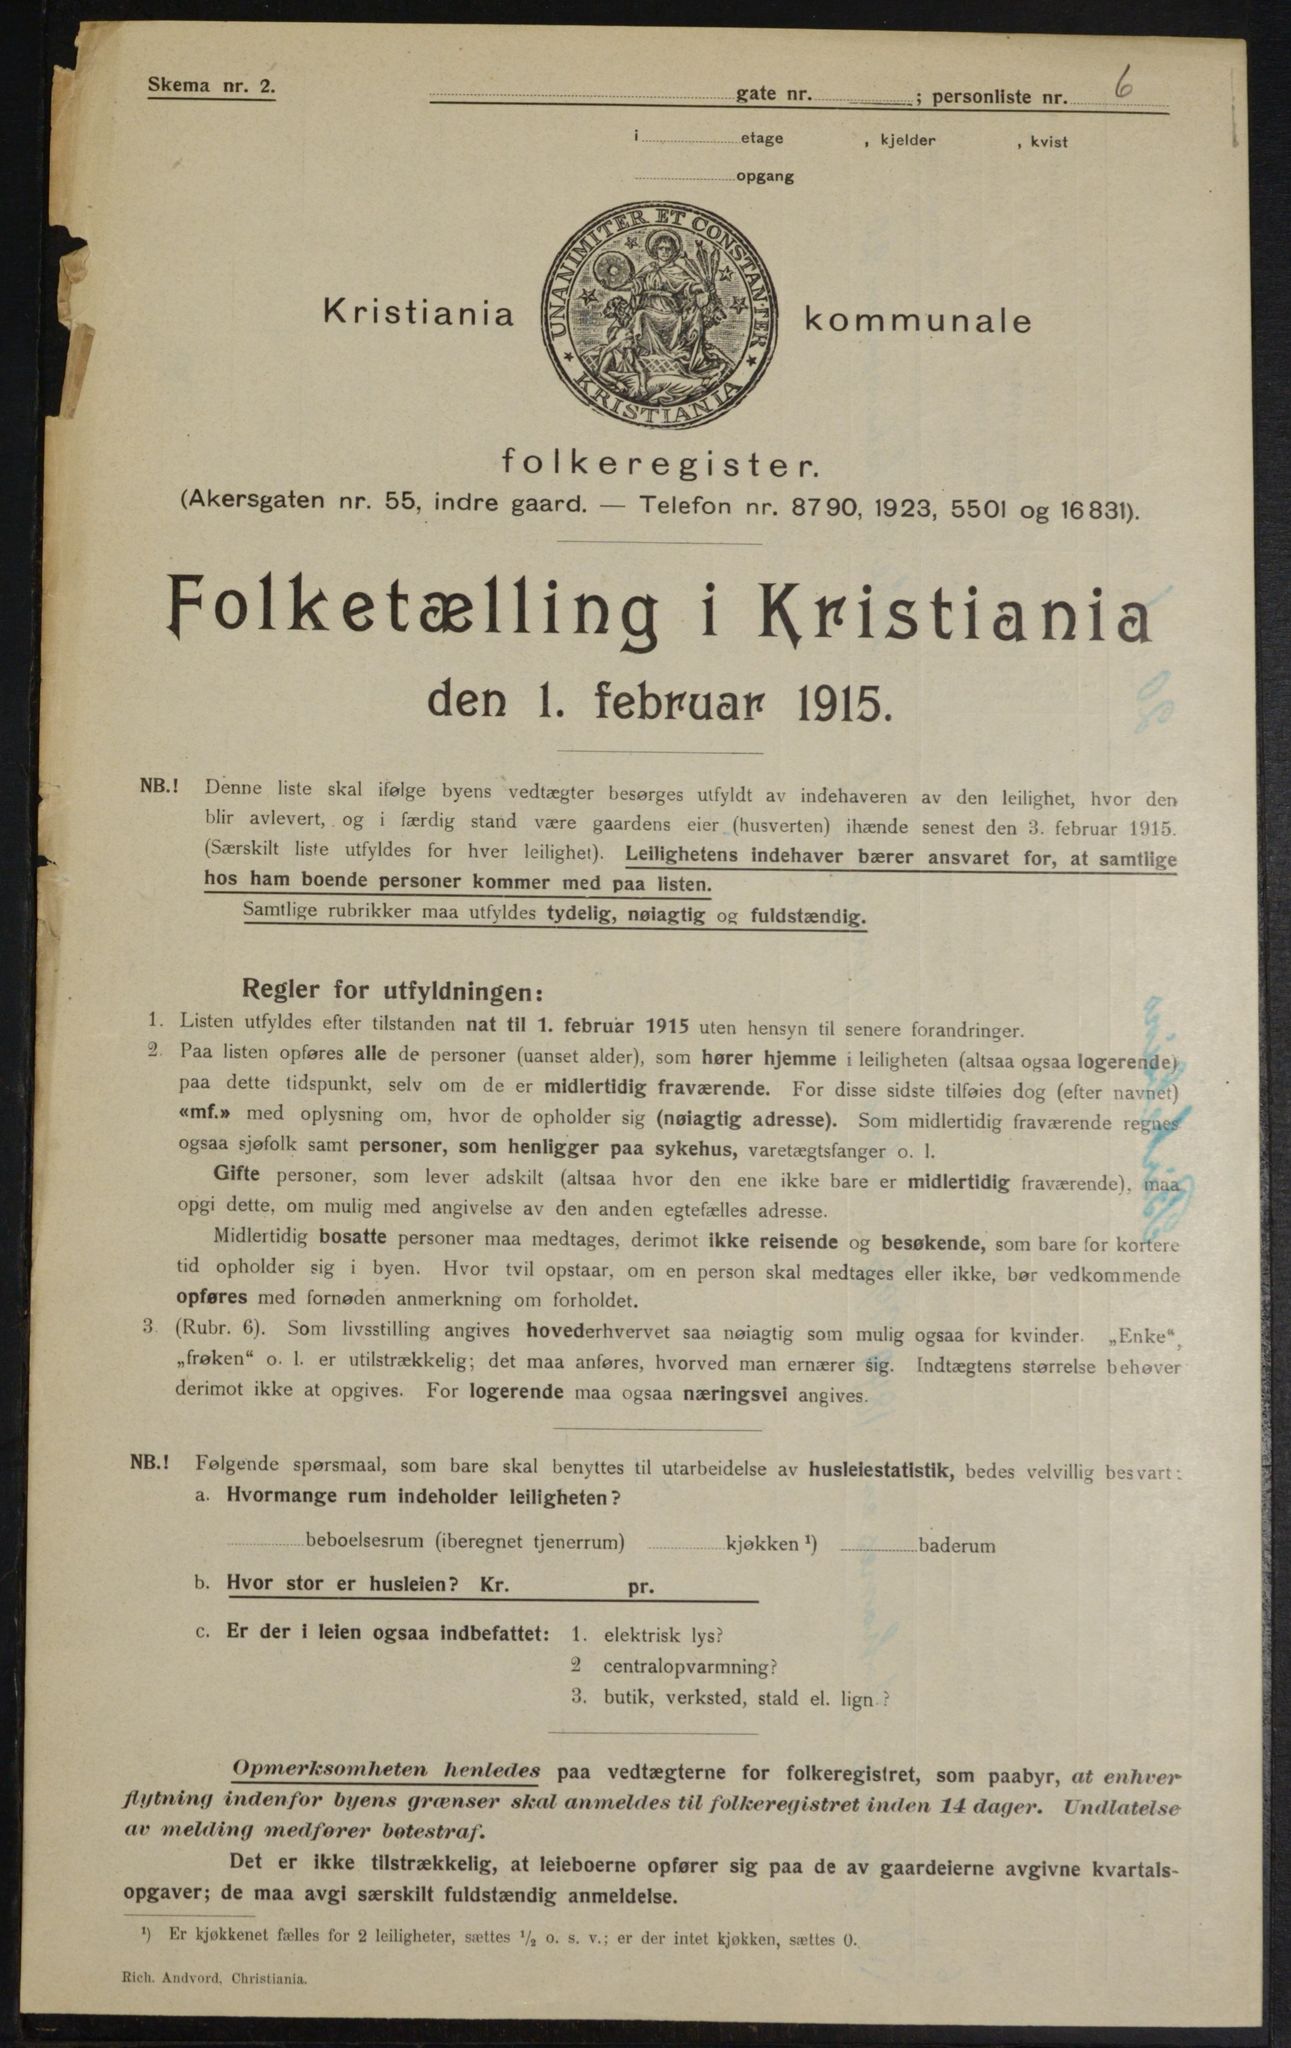 Skema nr. 2.
gate nr. ; personliste nr. 6
i etage , kjelder , kvist
opgang
UNANIMITER ET CONSTANTER
KRISTIANIA
Kristiania kommunale
folkeregister.
(Akersgaten nr. 55, indre gaard. — Telefon nr. 8790, 1923, 5501 og 16831).
Folketælling i Kristiania
den 1. februar 1915.
NB.! Denne liste skal ifølge byens vedtægter besørges utfyldt av indehaveren av den leilighet, hvor den
blir avlevert, og i færdig stand være gaardens eier (husverten) ihænde senest den 3. februar 1915.
(Særskilt liste utfyldes for hver leilighet). Leilighetens indehaver bærer ansvaret for, at samtlige
hos ham boende personer kommer med paa listen.
Samtlige rubrikker maa utfyldes tydelig, nøiagtig og fuldstændig.
Regler for utfyldningen:
1. Listen utfyldes efter tilstanden nat til 1. februar 1915 uten hensyn til senere forandringer.
2. Paa listen opføres alle de personer (uanset alder), som hører hjemme i leiligheten (altsaa ogsaa logerende)
paa dette tidspunkt, selv om de er midlertidig fraværende. For disse sidste tilføies dog (efter navnet)
«mf.» med oplysning om, hvor de opholder sig (nøiagtig adresse). Som midlertidig fraværende regnes
ogsaa sjøfolk samt personer, som henligger paa sykehus, varetægtsfanger o. l.
Gifte personer, som lever adskilt (altsaa hvor den ene ikke bare er midlertidig fraværende), maa
opgi dette, om mulig med angivelse av den anden egtefælles adresse.
Midlertidig bosatte personer maa medtages, derimot ikke reisende og besøkende, som bare for kortere
tid opholder sig i byen. Hvor tvil opstaar, om en person skal medtages eller ikke, bør vedkommende
opføres med fornøden anmerkning om forholdet.
3. (Rubr. 6). Som livsstilling angives hovederhvervet saa nøiagtig som mulig ogsaa for kvinder. „Enke“,
„frøken“ o. l. er utilstrækkelig; det maa anføres, hvorved man ernærer sig. Indtægtens størrelse behøver
derimot ikke at opgives. For logerende maa ogsaa næringsvei angives.
NB.! Følgende spørsmaal, som bare skal benyttes til utarbeidelse av husleiestatistik, bedes velvillig besvart:
a. Hvormange rum indeholder leiligheten?
beboelsesrum (iberegnet tjenerrum) kjøkken ¹) baderum
b. Hvor stor er husleien? Kr. pr.
c. Er der i leien ogsaa indbefattet: 1. elektrisk lys?
2 centralopvarmning?
3. butik, verksted, stald el. lign.?
Opmerksomheten henledes paa vedtægterne for folkeregistret, som paabyr, at enhver
flytning indenfor byens grænser skal anmeldes til folkeregistret inden 14 dager. Undlatelse
av melding medfører bøtestraf.
Det er ikke tilstrækkelig, at leieboerne opfører sig paa de av gaardeierne avgivne kvartals-
opgaver; de maa avgi særskilt fuldstændig anmeldelse.
¹) Er kjøkkenet fælles for 2 leiligheter, sættes ½ o. s. v.; er der intet kjøkken, sættes 0.
Rich. Andvord, Christiania.